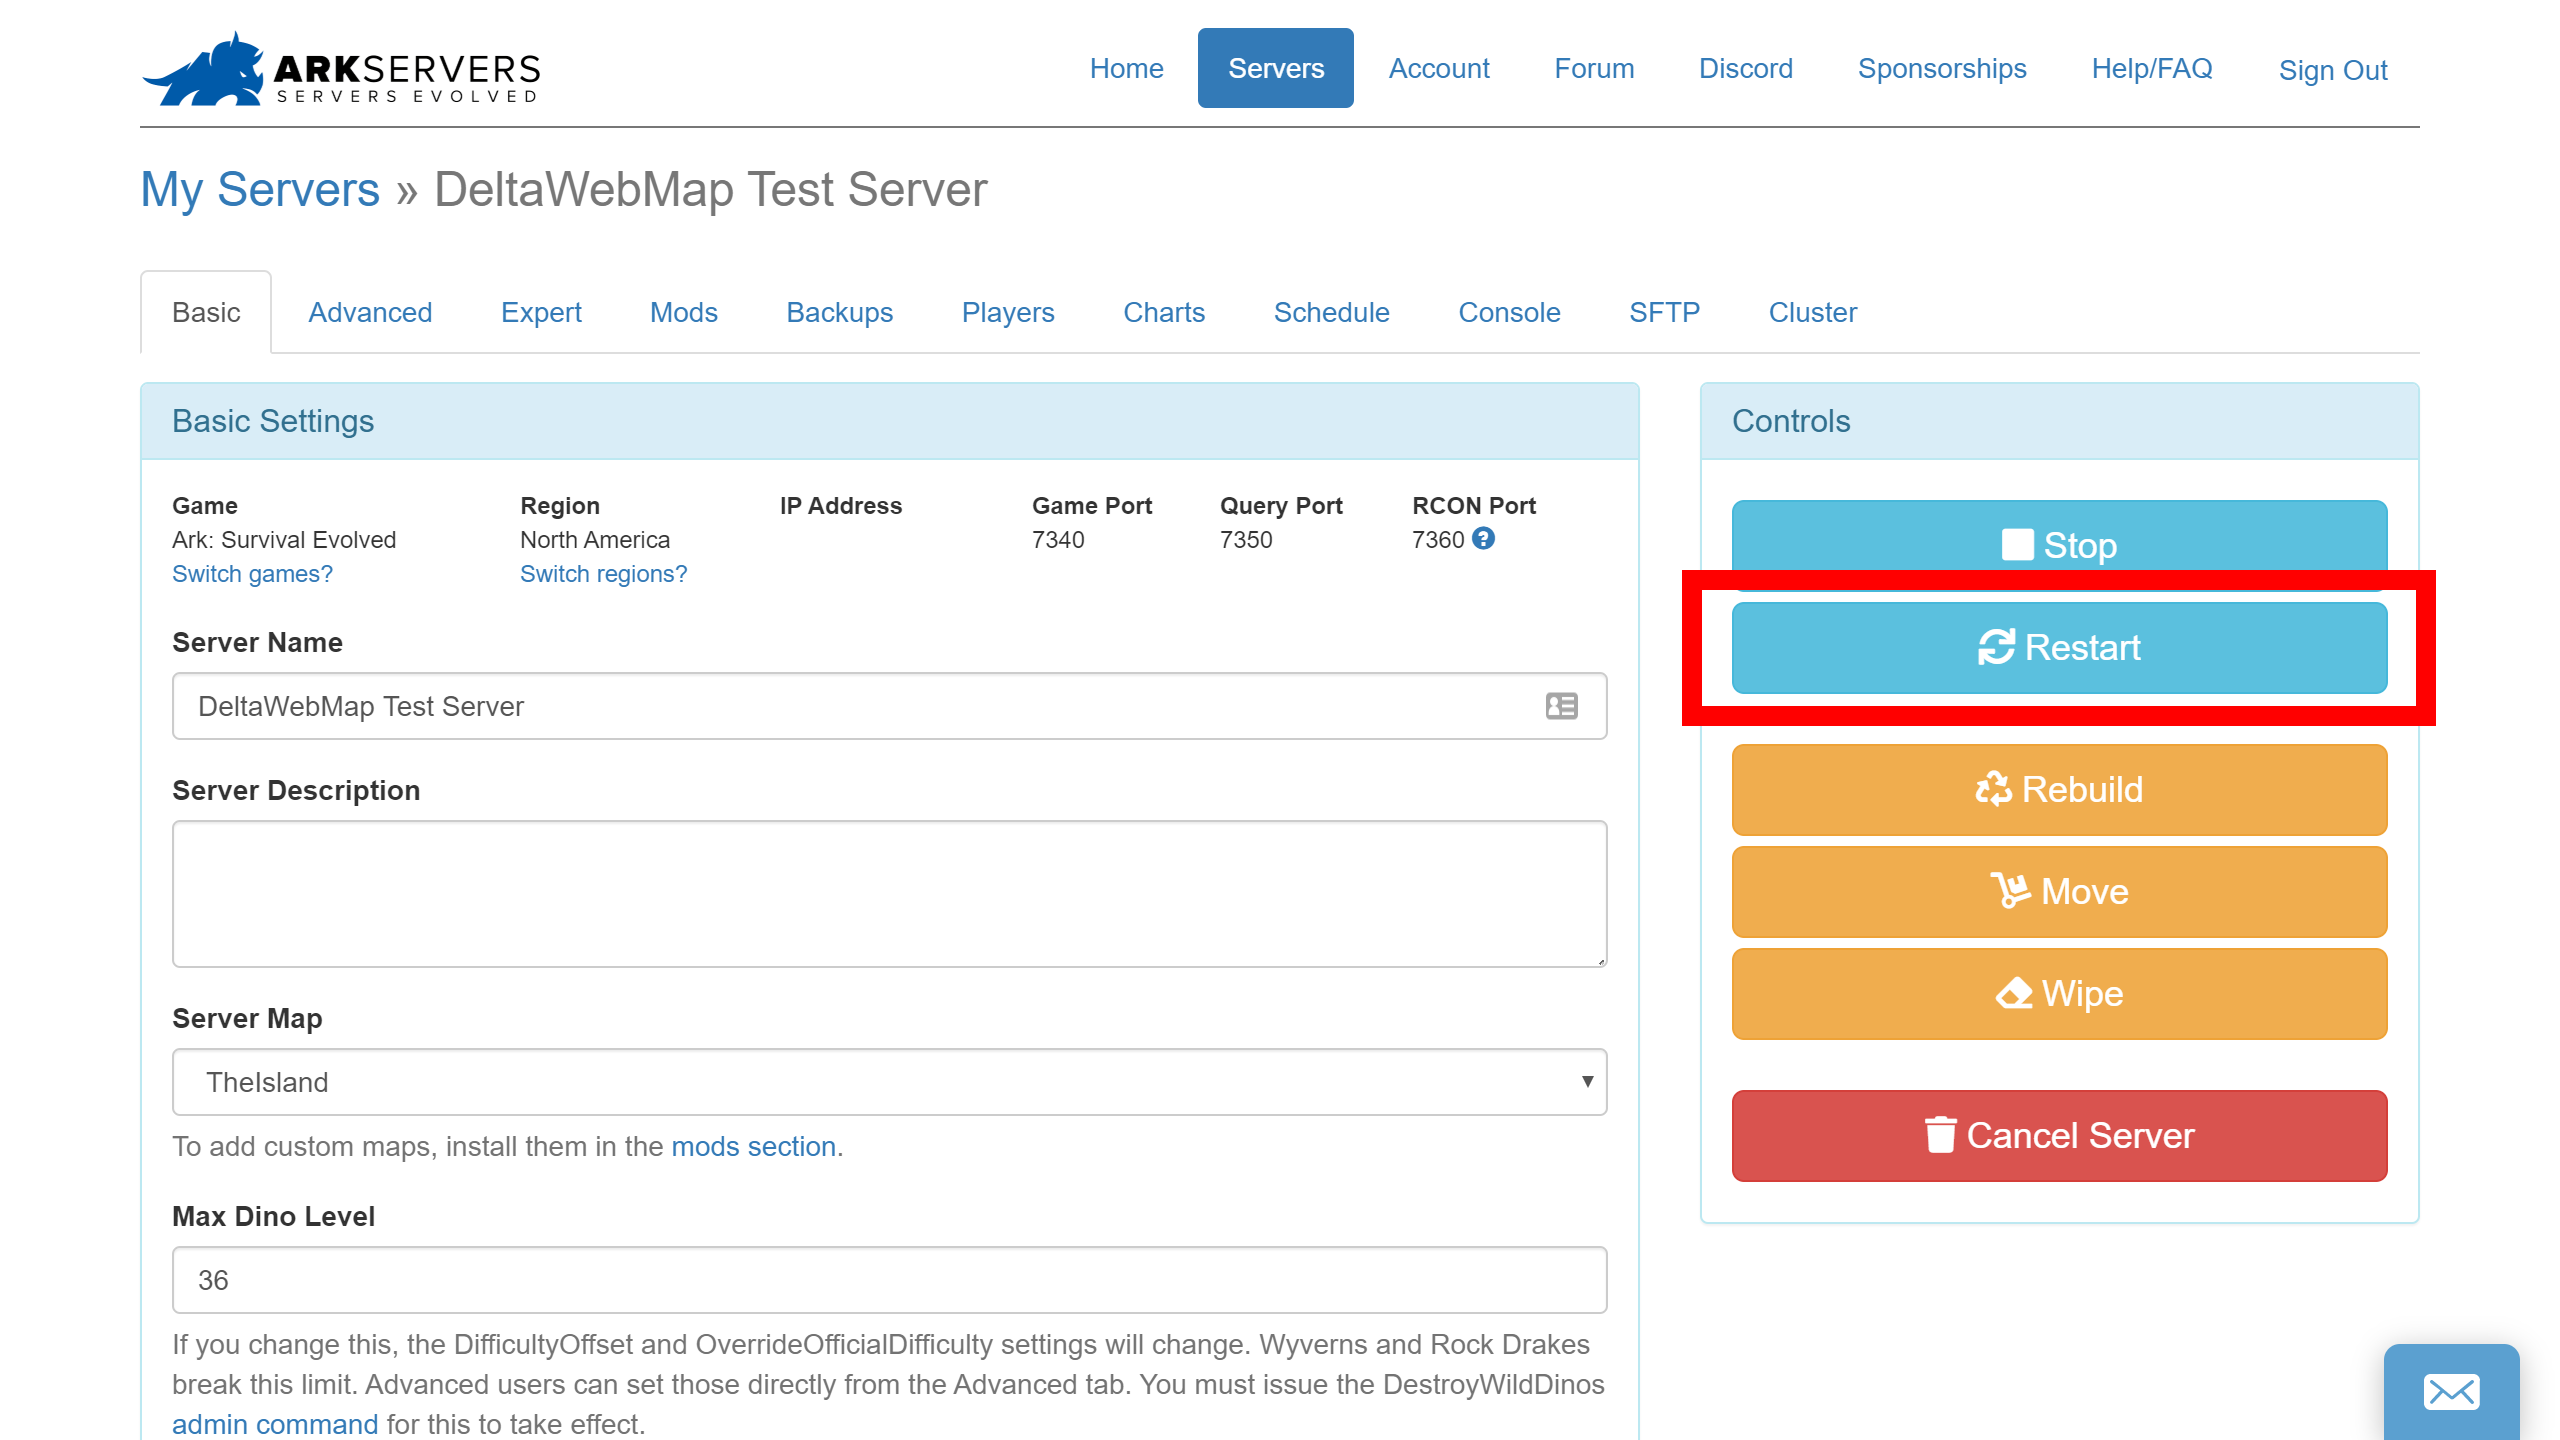 ARKSERVERS
SERVERS EVOLVED
Home Servers Account Forum Discord Sponsorships Help/FAQ Sign Out
My Servers » DeltaWebMap Test Server
Basic Advanced Expert Mods Backups Players Charts Schedule Console SFTP Cluster
Basic Settings
Game Region IP Address Game Port Query Port RCON Port
Ark: Survival Evolved North America 7340 7350 7360 ?
Switch games? Switch regions?
Server Name
DeltaWebMap Test Server
Server Description
Server Map
TheIsland
To add custom maps, install them in the mods section.
Max Dino Level
36
If you change this, the DifficultyOffset and OverrideOfficialDifficulty settings will change. Wyverns and Rock Drakes
break this limit. Advanced users can set those directly from the Advanced tab. You must issue the DestroyWildDinos
admin command for this to take effect.
Controls
Stop
Restart
Rebuild
Move
Wipe
Cancel Server